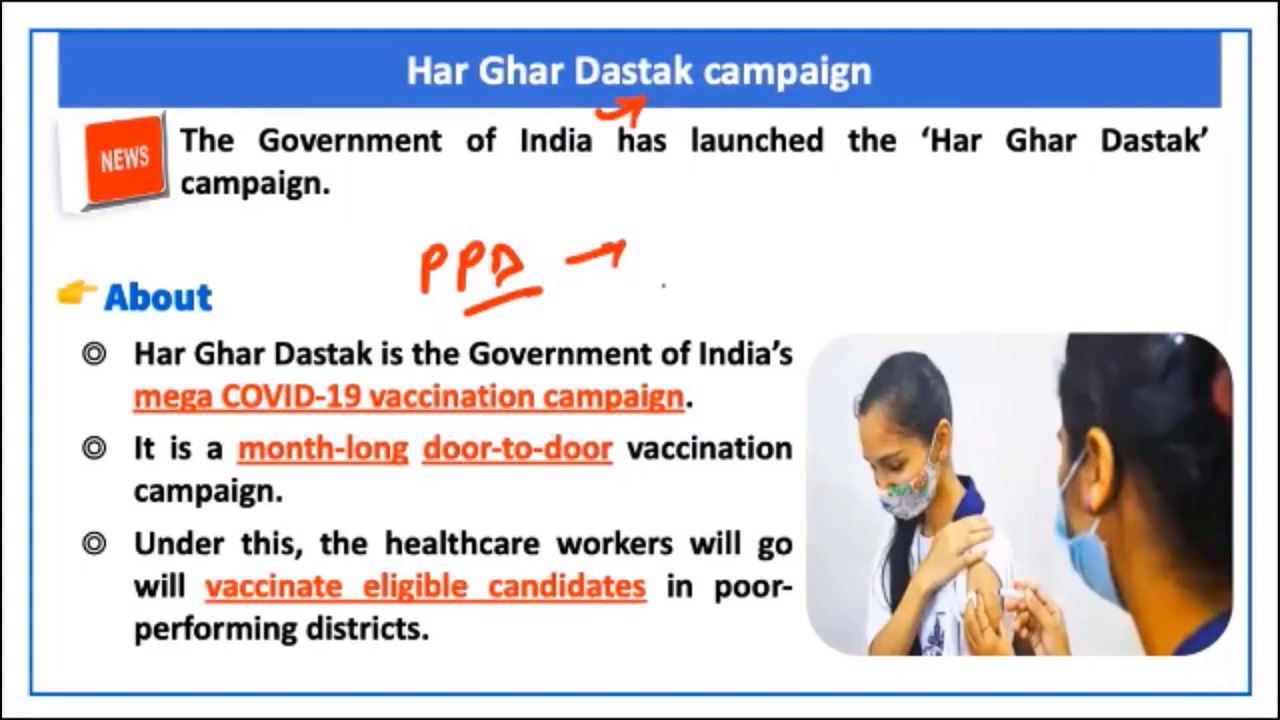 Har Ghar Dastak campaign
NEWS
The Government of India has launched the ‘Har Ghar Dastak’
campaign.
PPD →
About
Har Ghar Dastak is the Government of India’s
mega COVID-19 vaccination campaign.
It is a month-long door-to-door vaccination
campaign.
Under this, the healthcare workers will go
will vaccinate eligible candidates in poor-
performing districts.